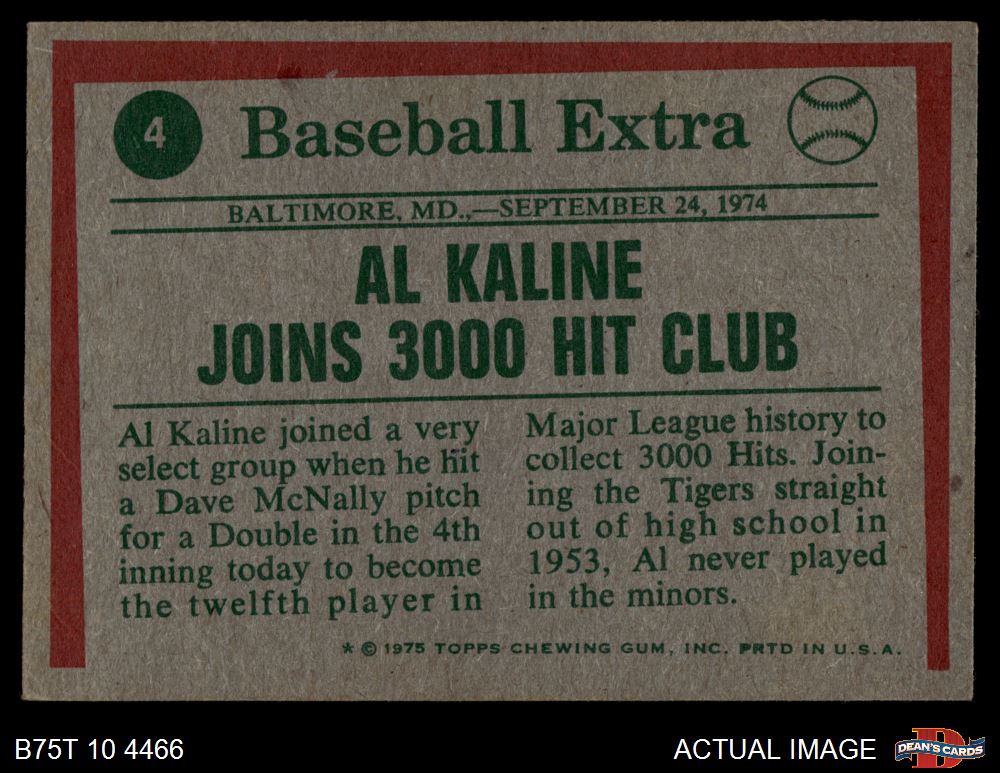 4
Baseball Extra
BALTIMORE, MD.,—SEPTEMBER 24, 1974
AL KALINE
JOINS 3000 HIT CLUB
Al Kaline joined a very
select group when he hit
a Dave McNally pitch
for a Double in the 4th
inning today to become
the twelfth player in
Major League history to
collect 3000 Hits. Join-
ing the Tigers straight
out of high school in
1953, Al never played
in the minors.
* © 1975 TOPPS CHEWING GUM, INC. PRTD IN U.S.A.
B75T 10 4466
ACTUAL IMAGE
D
DEAN'S CARDS